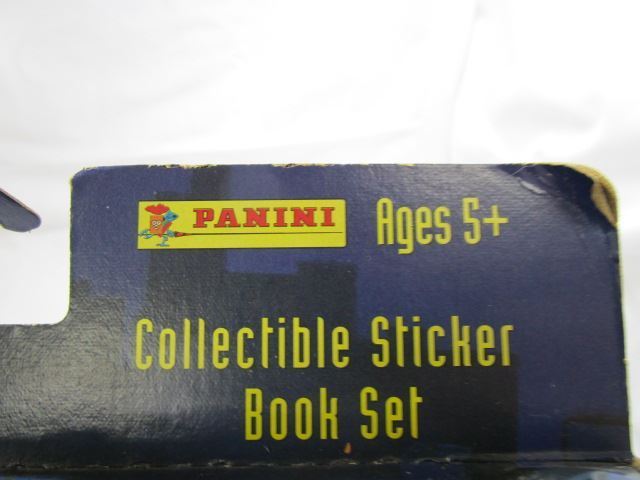 PANINI Ages 5+
Collectible Sticker
Book Set